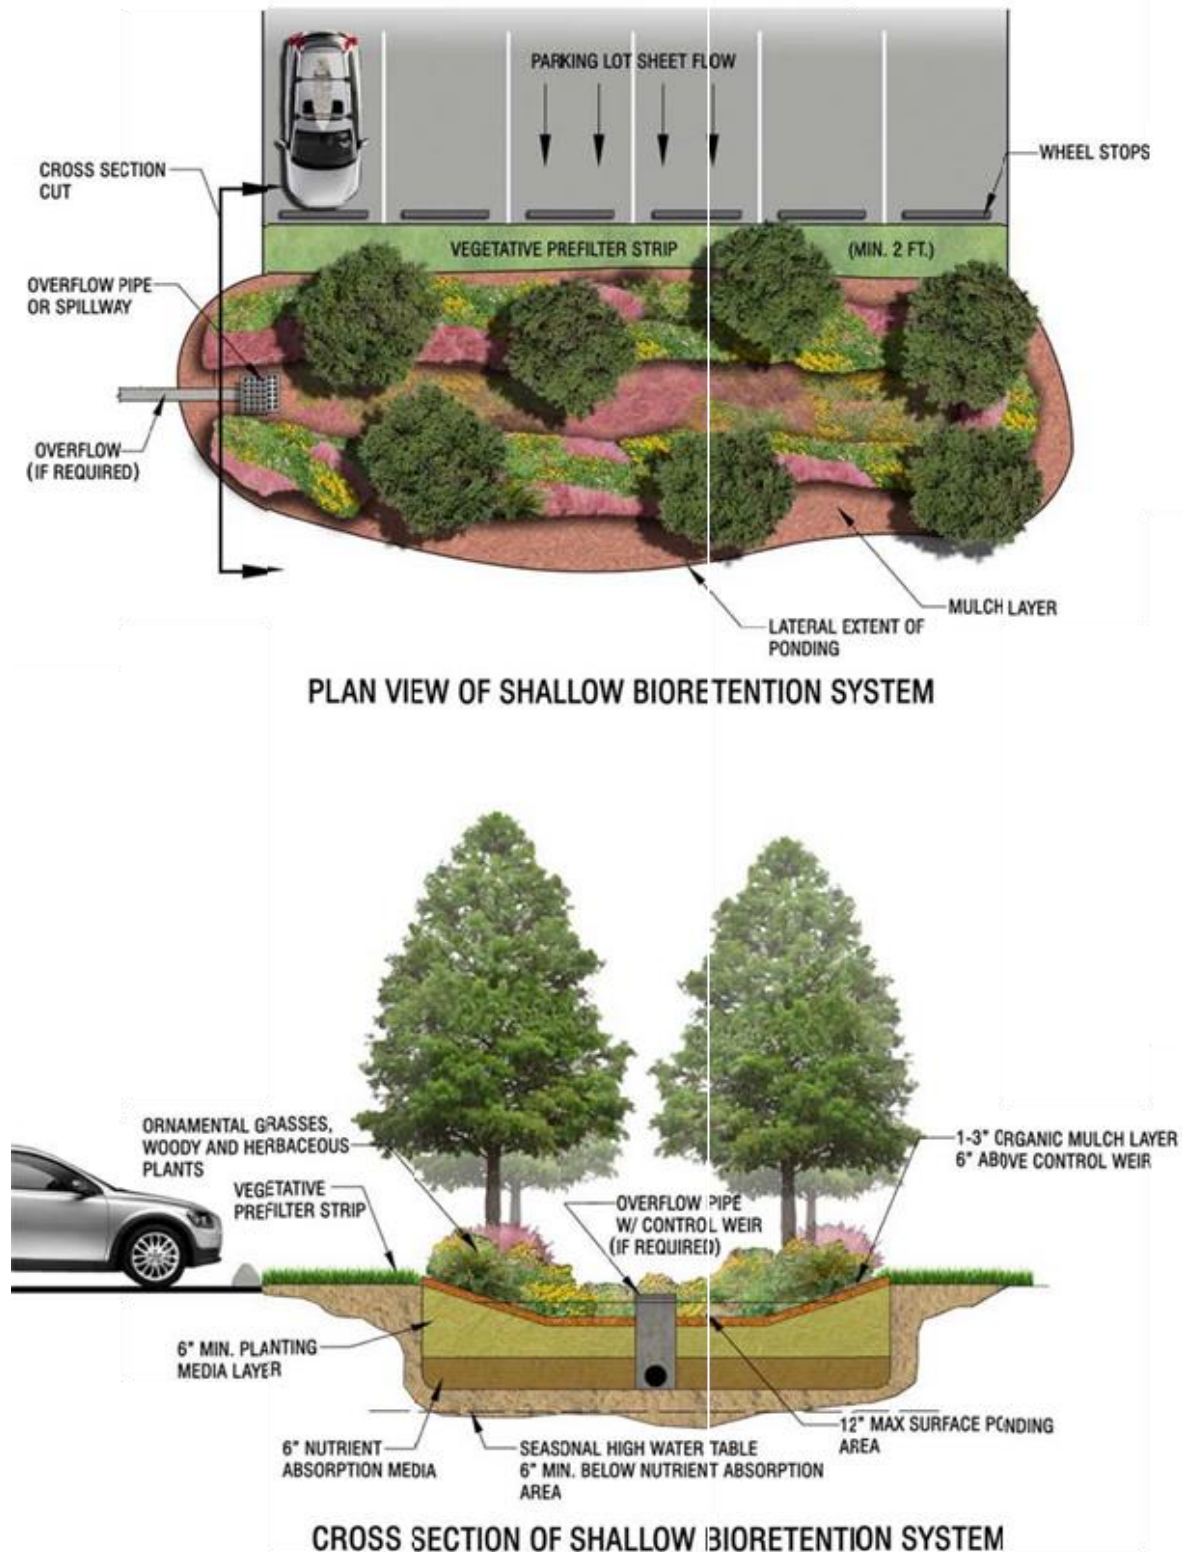 PARKING LOT SHEET FLOW
WHEEL STOPS
CROSS SECTION
CUT
VEGETATIVE PREFILTER STRIP (MIN. 2 FT.)
OVERFLOW PIPE
OR SPILLWAY
OVERFLOW
(IF REQUIRED)
MULCH LAYER
LATERAL EXTENT OF
PONDING
PLAN VIEW OF SHALLOW BIORETENTION SYSTEM
ORNAMENTAL GRASSES,
WOODY AND HERBACEOUS
PLANTS
1-3" ORGANIC MULCH LAYER
6" ABOVE CONTROL WEIR
VEGETATIVE
PREFILTER STRIP
OVERFLOW PIPE
W/ CONTROL WEIR
(IF REQUIRED)
6" MIN. PLANTING
MEDIA LAYER
12" MAX SURFACE PONDING
AREA
6" NUTRIENT
ABSORPTION MEDIA
SEASONAL HIGH WATER TABLE
6" MIN. BELOW NUTRIENT ABSORPTION
AREA
CROSS SECTION OF SHALLOW BIORETENTION SYSTEM